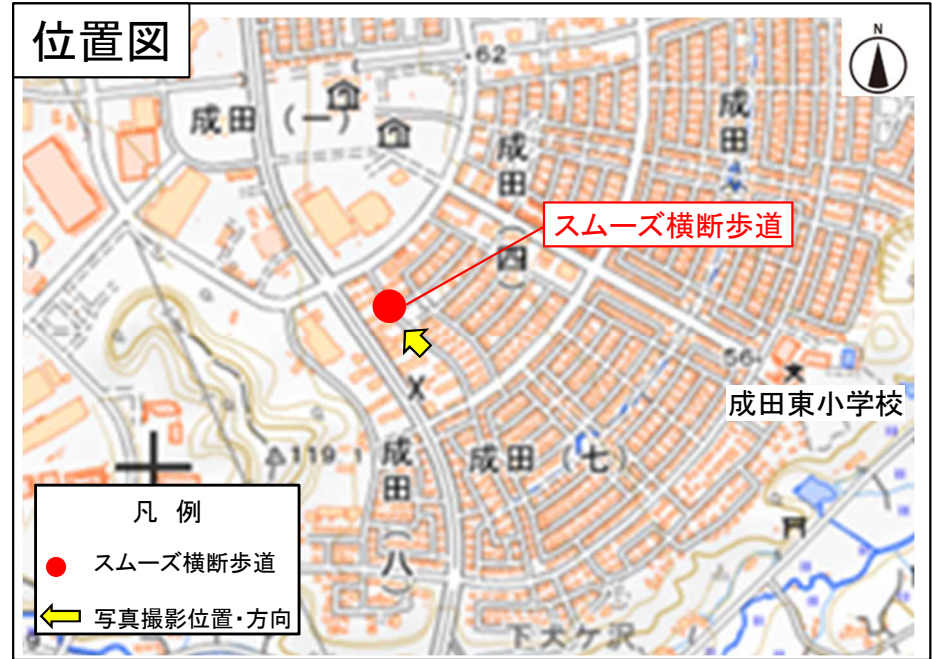 位置図
N
・62
成田(一)
成田(四)
成田
スムーズ横断歩道
56・
成田東小学校
119
成田(八)
成田(七)
下犬ケ沢
凡 例
スムーズ横断歩道
写真撮影位置・方向